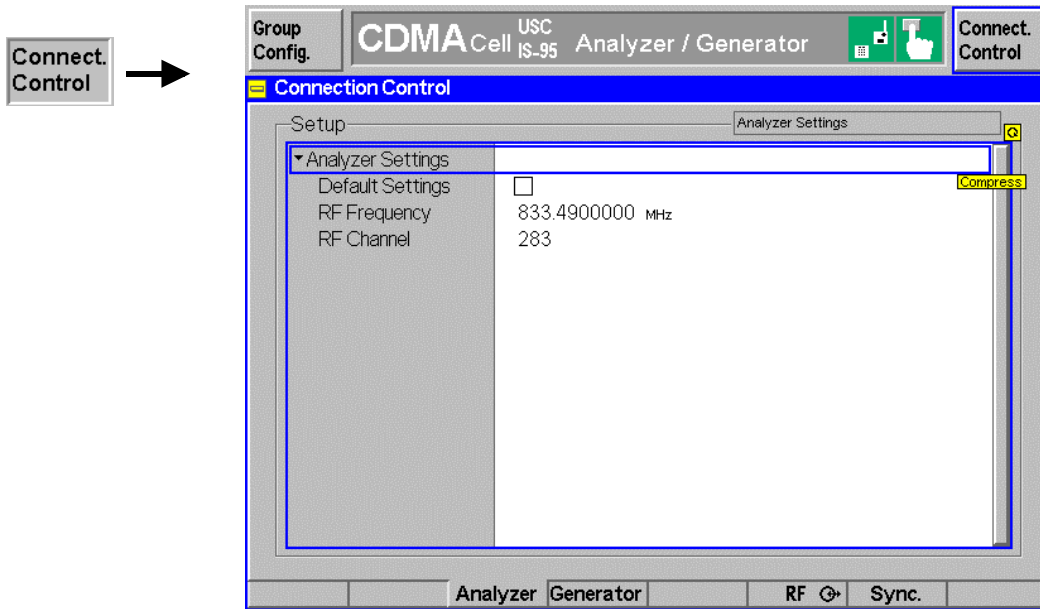 Connect.
Control
Group
Config.
CDMA Cell USC IS-95 Analyzer / Generator
Connect.
Control
Connection Control
Setup
Analyzer Settings
Analyzer Settings
Compress
Default Settings
RF Frequency 833.4900000 MHz
RF Channel 283
Analyzer Generator RF Sync.